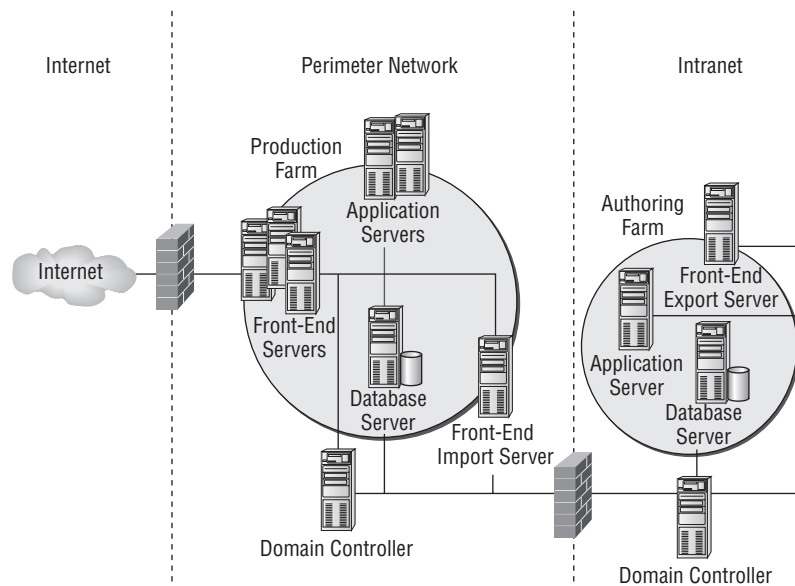 Internet
Perimeter Network
Intranet
Production
Farm
Application
Servers
Authoring
Farm
Internet
Front-End
Servers
Front-End
Export Server
Database
Server
Application
Server
Front-End
Import Server
Database
Server
Domain Controller
Domain Controller